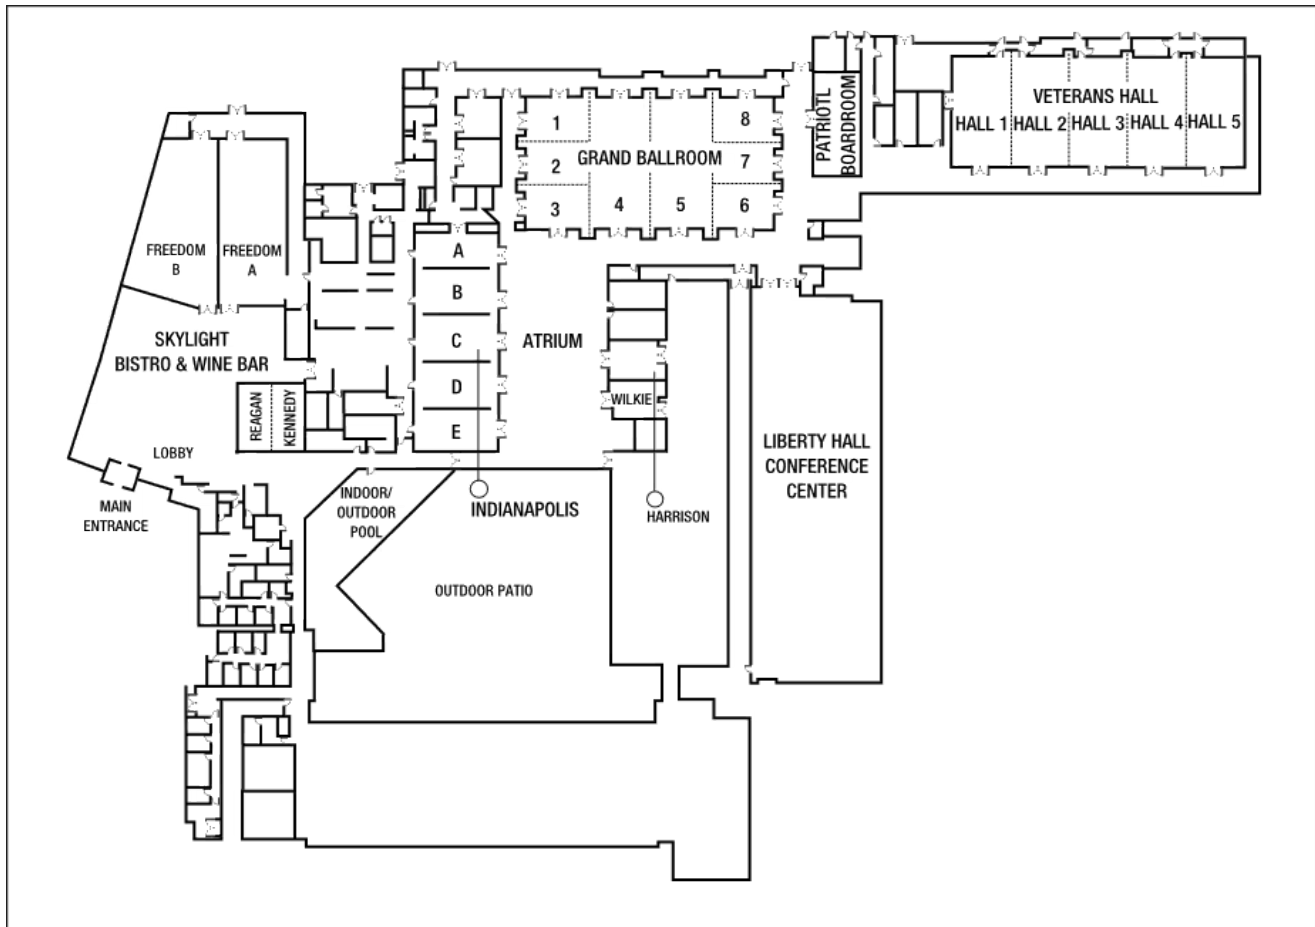 VETERANS HALL
HALL 1
HALL 2
HALL 3
HALL 4
HALL 5
PATRIOTL
BOARDROOM
1
8
GRAND BALLROOM
2
7
3
4
5
6
FREEDOM
B
FREEDOM
A
A
B
C
D
E
ATRIUM
SKYLIGHT
BISTRO & WINE BAR
REAGAN
KENNEDY
WILKIE
LOBBY
MAIN
ENTRANCE
INDOOR/
OUTDOOR
POOL
INDIANAPOLIS
HARRISON
LIBERTY HALL
CONFERENCE
CENTER
OUTDOOR PATIO